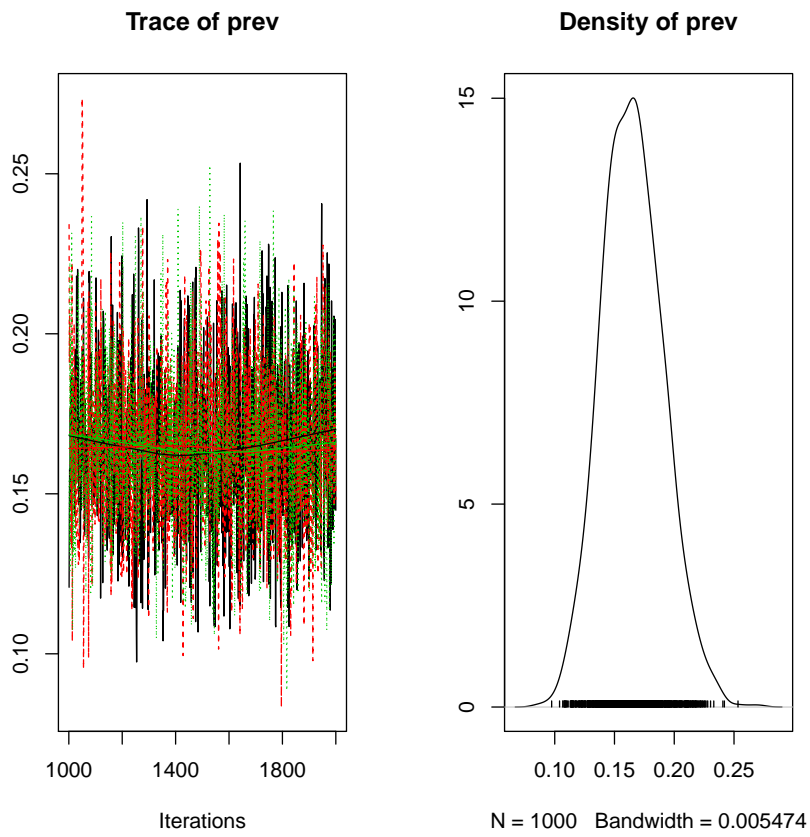 Trace of prev
0.25
0.20
0.15
0.10
1000 1400 1800
Iterations
Density of prev
15
10
5
0
0.10 0.15 0.20 0.25
N = 1000 Bandwidth = 0.005474